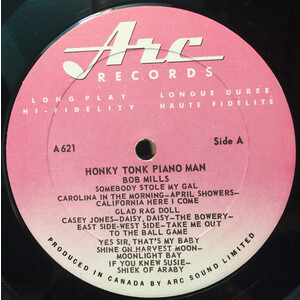 Arc
RECORDS
LONG PLAY LONGUE DURÉE
HI-FIDELITY HAUTE FIDELITÉ
A 621 Side A
HONKY TONK PIANO MAN
BOB MILLS
SOMEBODY STOLE MY GAL
CAROLINA IN THE MORNING—APRIL SHOWERS—
CALIFORNIA HERE I COME
GLAD RAG DOLL
CASEY JONES—DAISY, DAISY—THE BOWERY—
EAST SIDE-WEST SIDE—TAKE ME OUT
TO THE BALL GAME
YES SIR, THAT'S MY BABY
SHINE ON HARVEST MOON—
MOONLIGHT BAY
IF YOU KNEW SUSIE—
SHIEK OF ARABY
PRODUCED IN CANADA BY ARC SOUND LIMITED